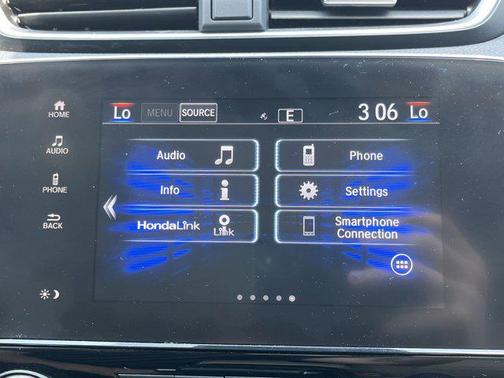 Lo MENU SOURCE E 3 06 Lo
HOME
AUDIO
PHONE
BACK
Audio
Phone
Info
Settings
HondaLink Link
Smartphone
Connection